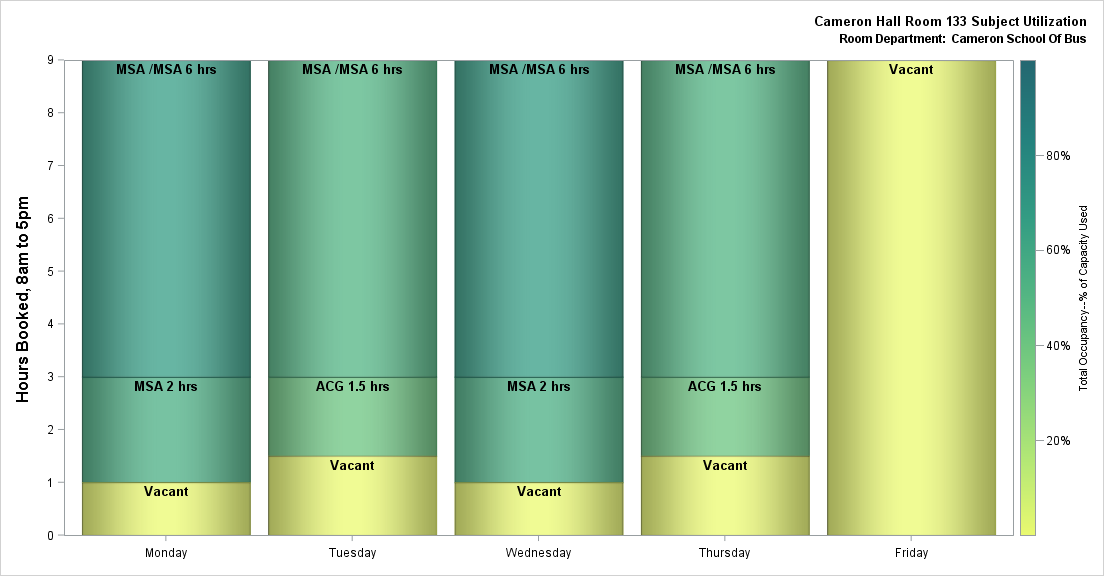 Cameron Hall Room 133 Subject Utilization
Room Department: Cameron School Of Bus
Hours Booked, 8am to 5pm
9
8
7
6
5
4
3
2
1
0
MSA /MSA 6 hrs
MSA 2 hrs
Vacant
MSA /MSA 6 hrs
ACG 1.5 hrs
Vacant
MSA /MSA 6 hrs
MSA 2 hrs
Vacant
MSA /MSA 6 hrs
ACG 1.5 hrs
Vacant
Vacant
Monday
Tuesday
Wednesday
Thursday
Friday
80%
60%
40%
20%
Total Occupancy--% of Capacity Used